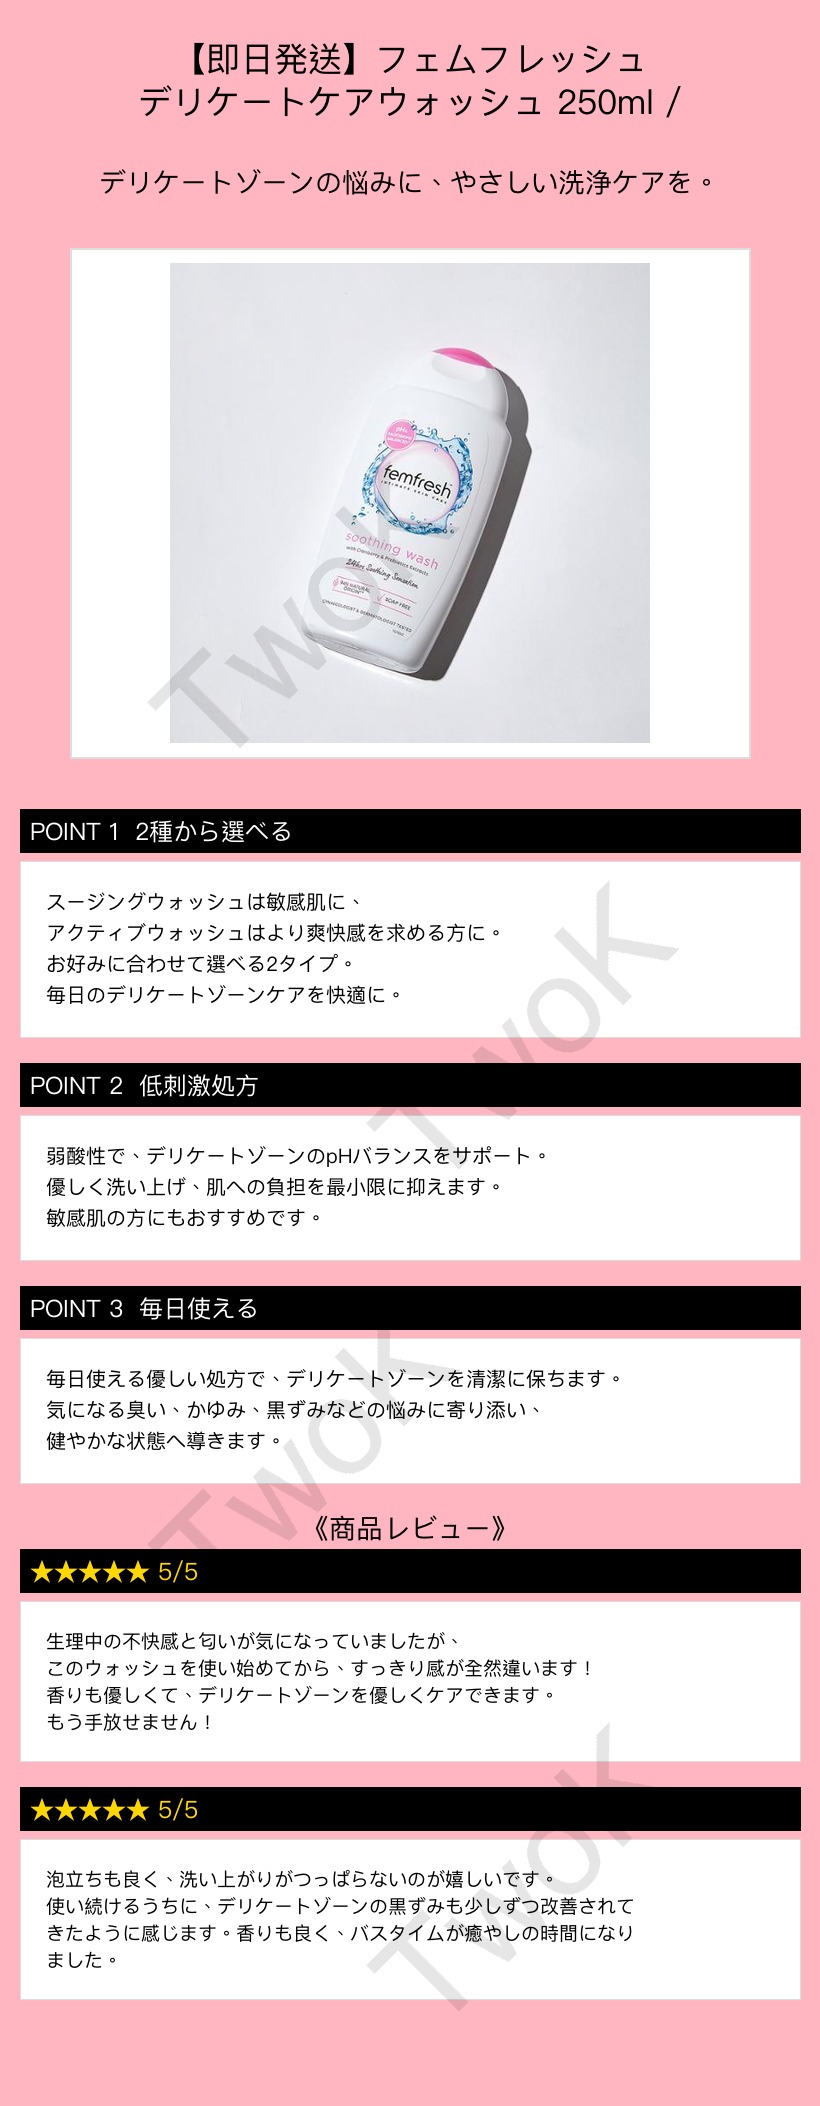 【即日発送】フェムフレッシュ
デリケートケアウォッシュ 250ml /
デリケートゾーンの悩みに、やさしい洗浄ケアを。
femfresh
INTIMATE SKIN CARE
soothing wash
with Cranberry & Prebiotics Extracts
24hrs Soothing Sensation
SOAP FREE
GYNAECOLOGIST & DERMATOLOGIST TESTED
TwoK
POINT 1 2種から選べる
スージングウォッシュは敏感肌に、
アクティブウォッシュはより爽快感を求める方に。
お好みに合わせて選べる2タイプ。
毎日のデリケートゾーンケアを快適に。
TwoK
POINT 2 低刺激処方
弱酸性で、デリケートゾーンのpHバランスをサポート。
優しく洗い上げ、肌への負担を最小限に抑えます。
敏感肌の方にもおすすめです。
POINT 3 毎日使える
毎日使える優しい処方で、デリケートゾーンを清潔に保ちます。
気になる臭い、かゆみ、黒ずみなどの悩みに寄り添い、
健やかな状態へ導きます。
TwoK
《商品レビュー》
★★★★★ 5/5
生理中の不快感と匂いが気になっていましたが、
このウォッシュを使い始めてから、すっきり感が全然違います！
香りも優しくて、デリケートゾーンを優しくケアできます。
もう手放せません！
★★★★★ 5/5
泡立ちも良く、洗い上がりがつっぱらないのが嬉しいです。
使い続けるうちに、デリケートゾーンの黒ずみも少しずつ改善されて
きたように感じます。香りも良く、バスタイムが癒やしの時間になり
ました。
TwoK